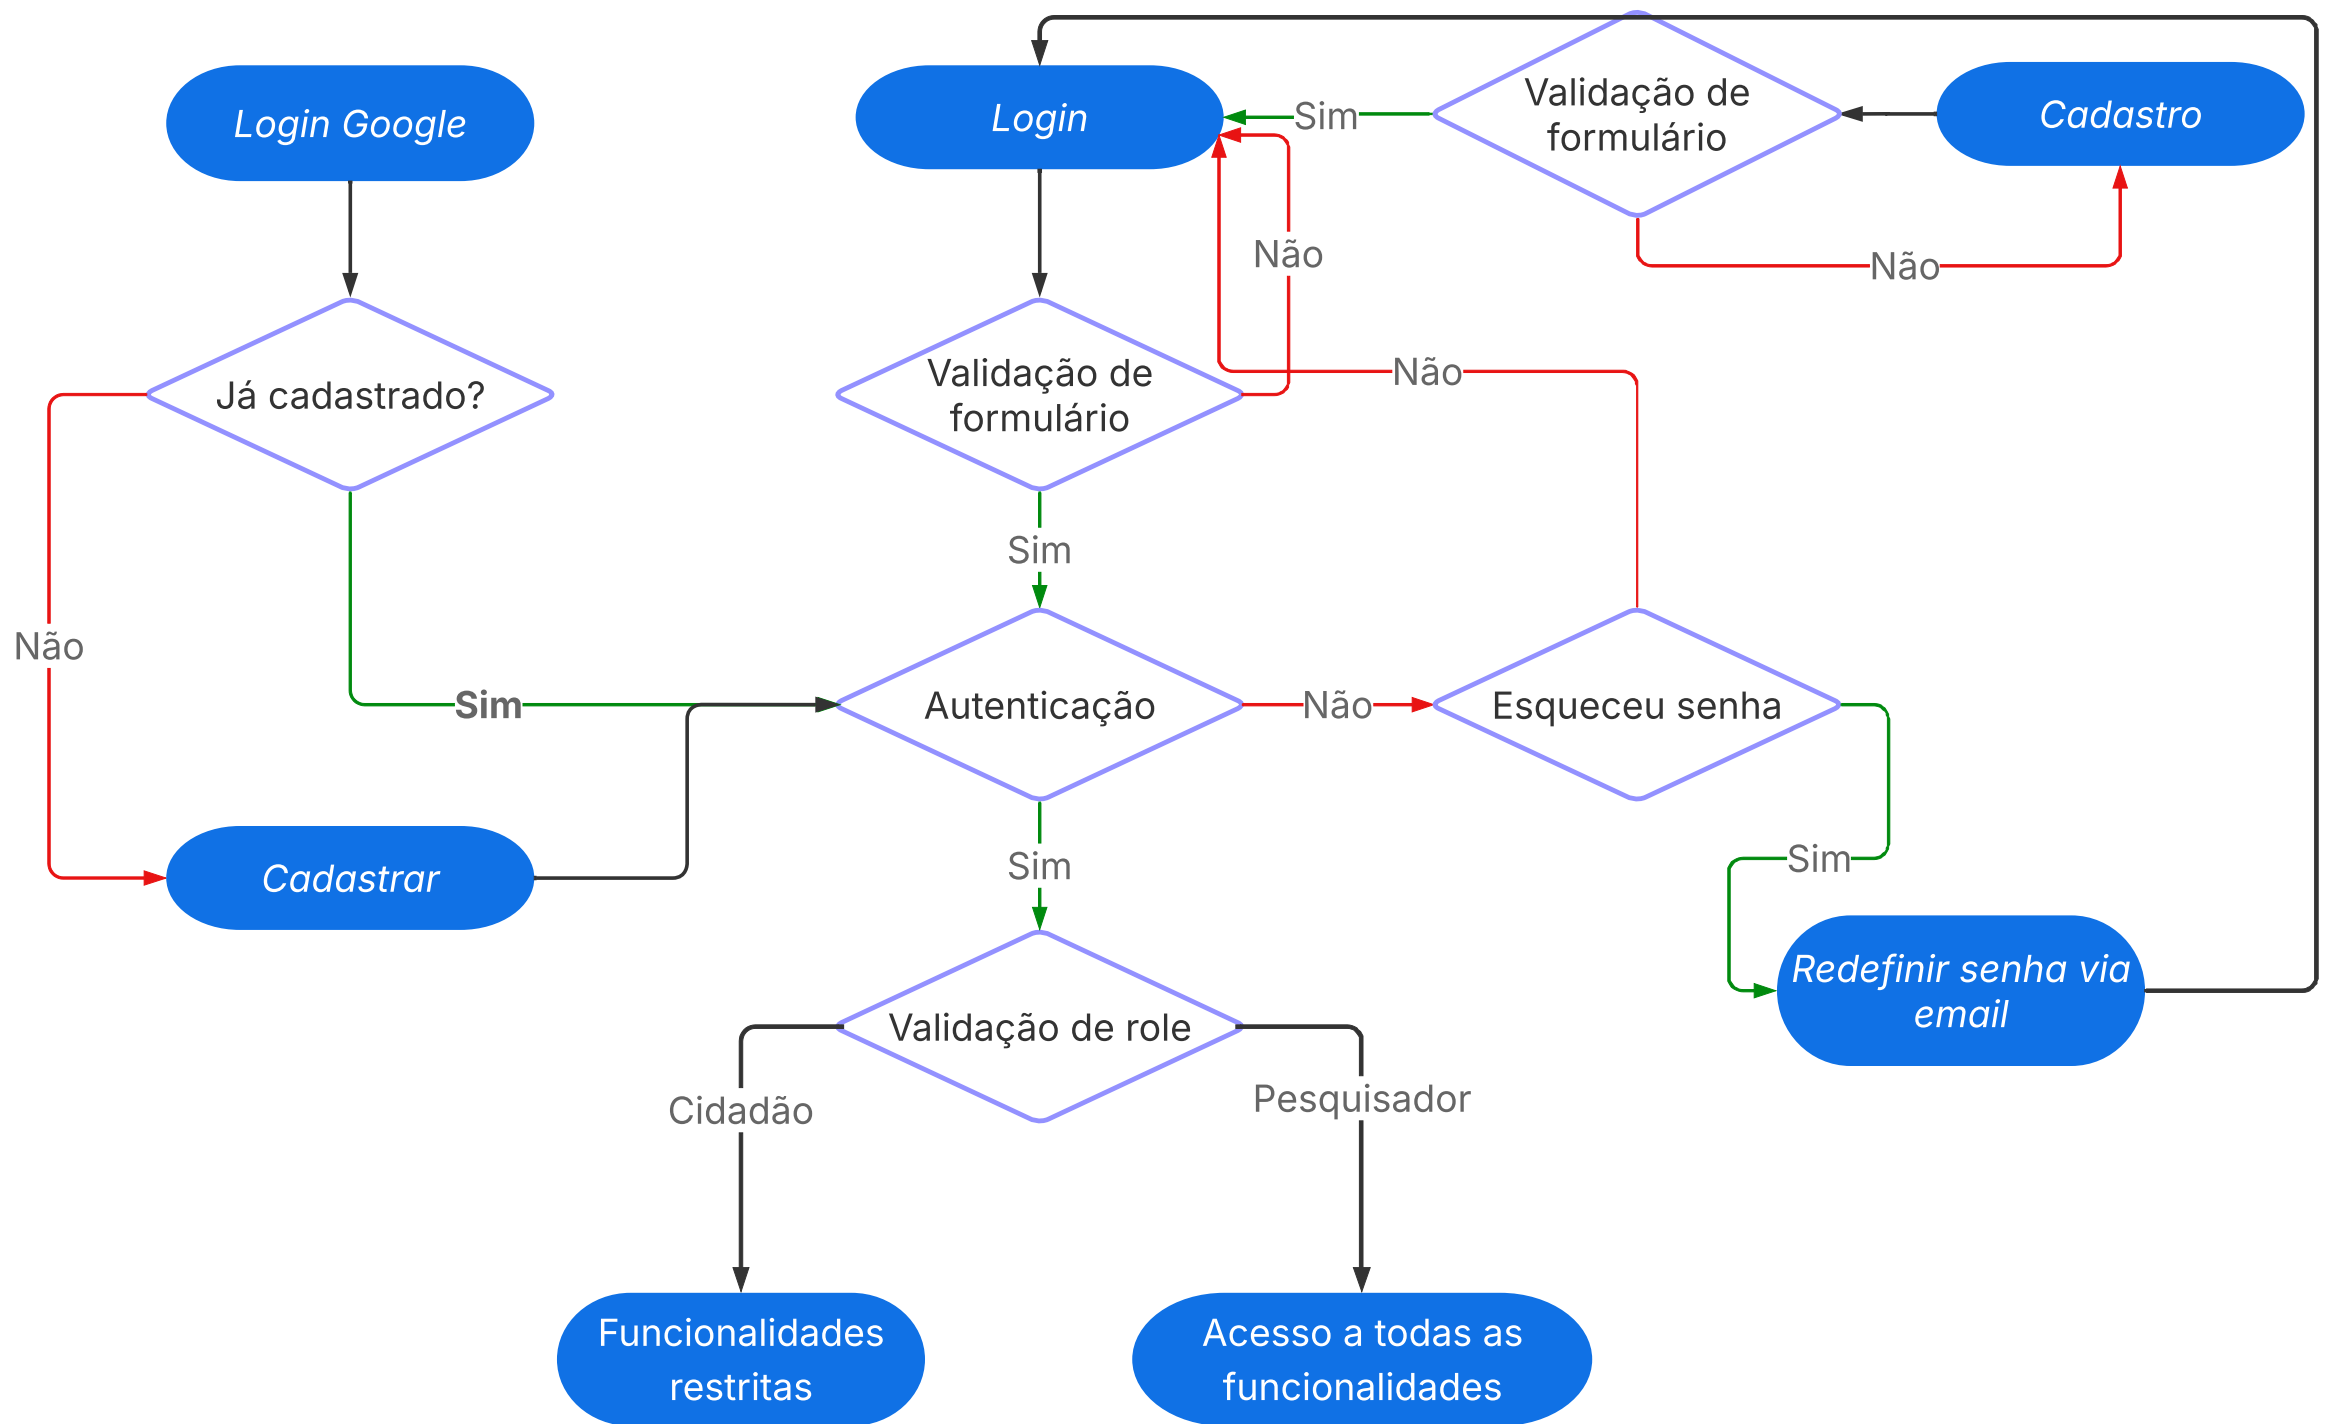 Login Google
Login
Sim
Validação de
formulário
Cadastro
Não
Não
Já cadastrado?
Validação de
formulário
Não
Sim
Não
Sim
Autenticação
Não
Esqueceu senha
Sim
Sim
Cadastrar
Redefinir senha via
email
Validação de role
Cidadão
Pesquisador
Funcionalidades
restritas
Acesso a todas as
funcionalidades